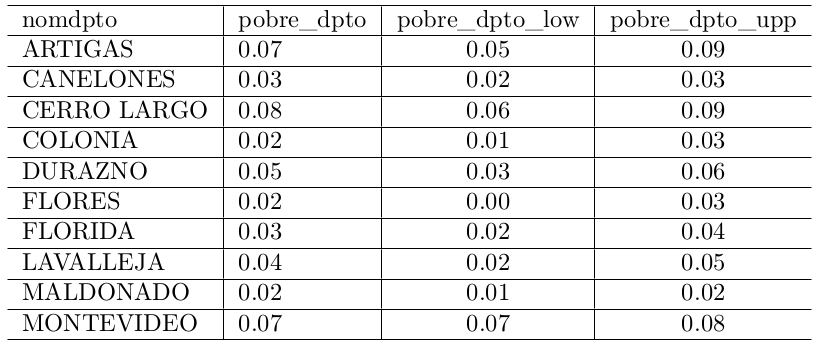 nomdpto pobre_dpto pobre_dpto_low pobre_dpto_upp
ARTIGAS 0.07 0.05 0.09
CANELONES 0.03 0.02 0.03
CERRO LARGO 0.08 0.06 0.09
COLONIA 0.02 0.01 0.03
DURAZNO 0.05 0.03 0.06
FLORES 0.02 0.00 0.03
FLORIDA 0.03 0.02 0.04
LAVALLEJA 0.04 0.02 0.05
MALDONADO 0.02 0.01 0.02
MONTEVIDEO 0.07 0.07 0.08